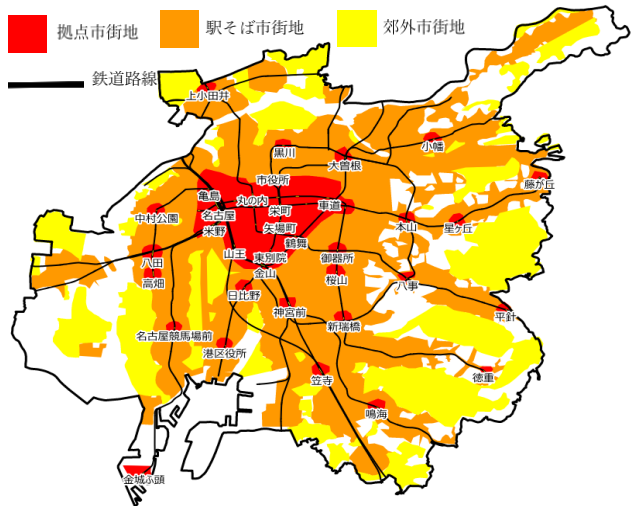 拠点市街地
駅そば市街地
郊外市街地
鉄道路線
上小田井
黒川
小幡
大曽根
藤が丘
市役所
亀島
丸の内
車道
中村公園
名古屋
栄町
本山
星ヶ丘
米野
矢場町
鶴舞
山王
東別院
御器所
八田
金山
高畑
桜山
八事
日比野
神宮前
平針
新瑞橋
名古屋競馬場前
港区役所
笠寺
徳重
鳴海
金城ふ頭